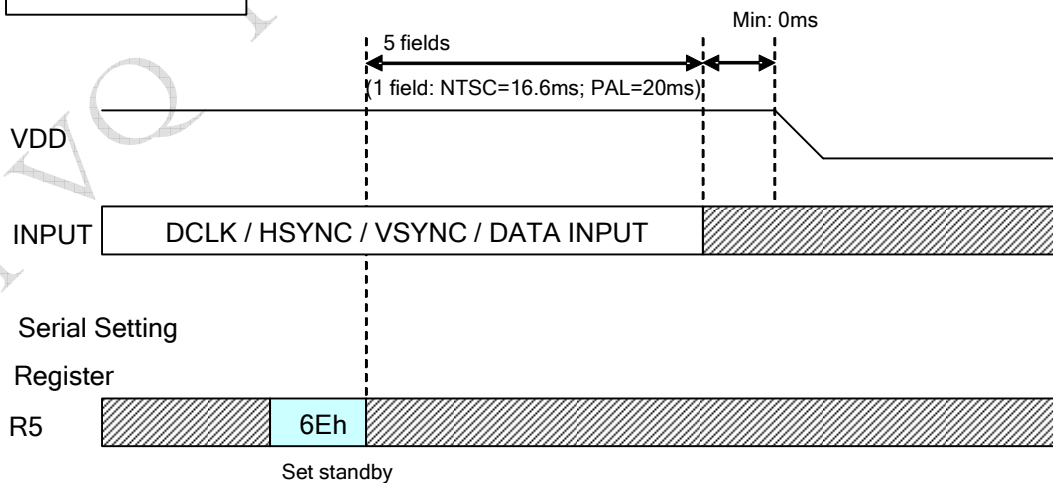 Min: 0ms
5 fields
(1 field: NTSC=16.6ms; PAL=20ms)
VDD
INPUT
DCLK / HSYNC / VSYNC / DATA INPUT
Serial Setting
Register
R5
6Eh
Set standby